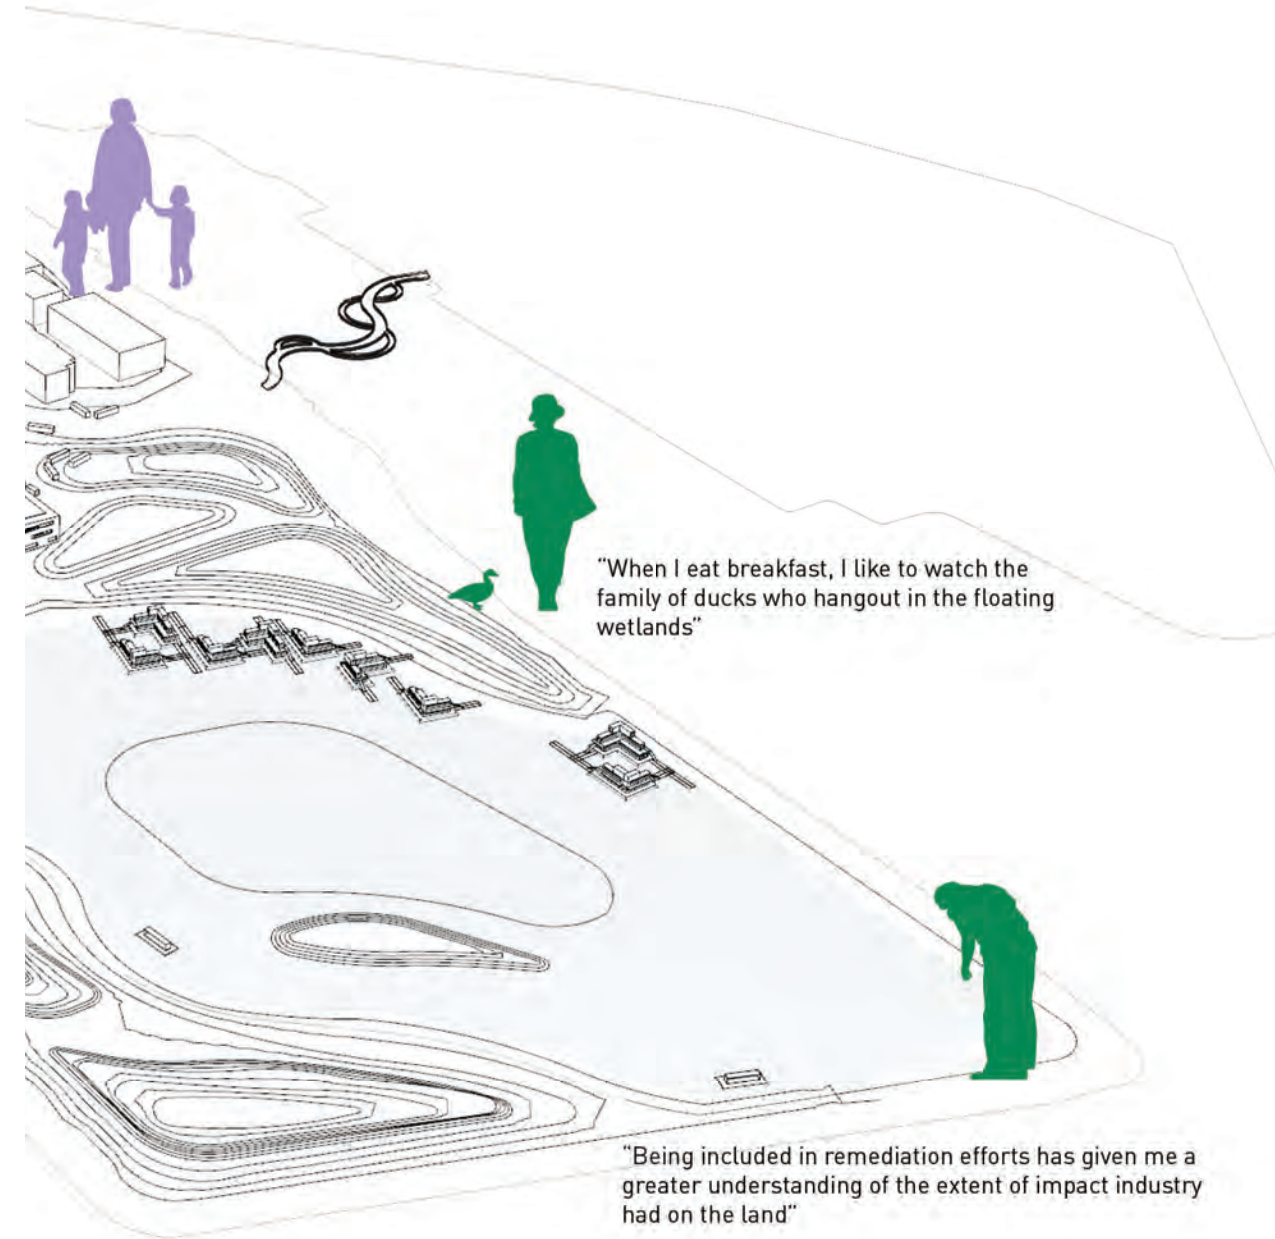 "When I eat breakfast, I like to watch the
family of ducks who hangout in the floating
wetlands"
"Being included in remediation efforts has given me a
greater understanding of the extent of impact industry
had on the land"